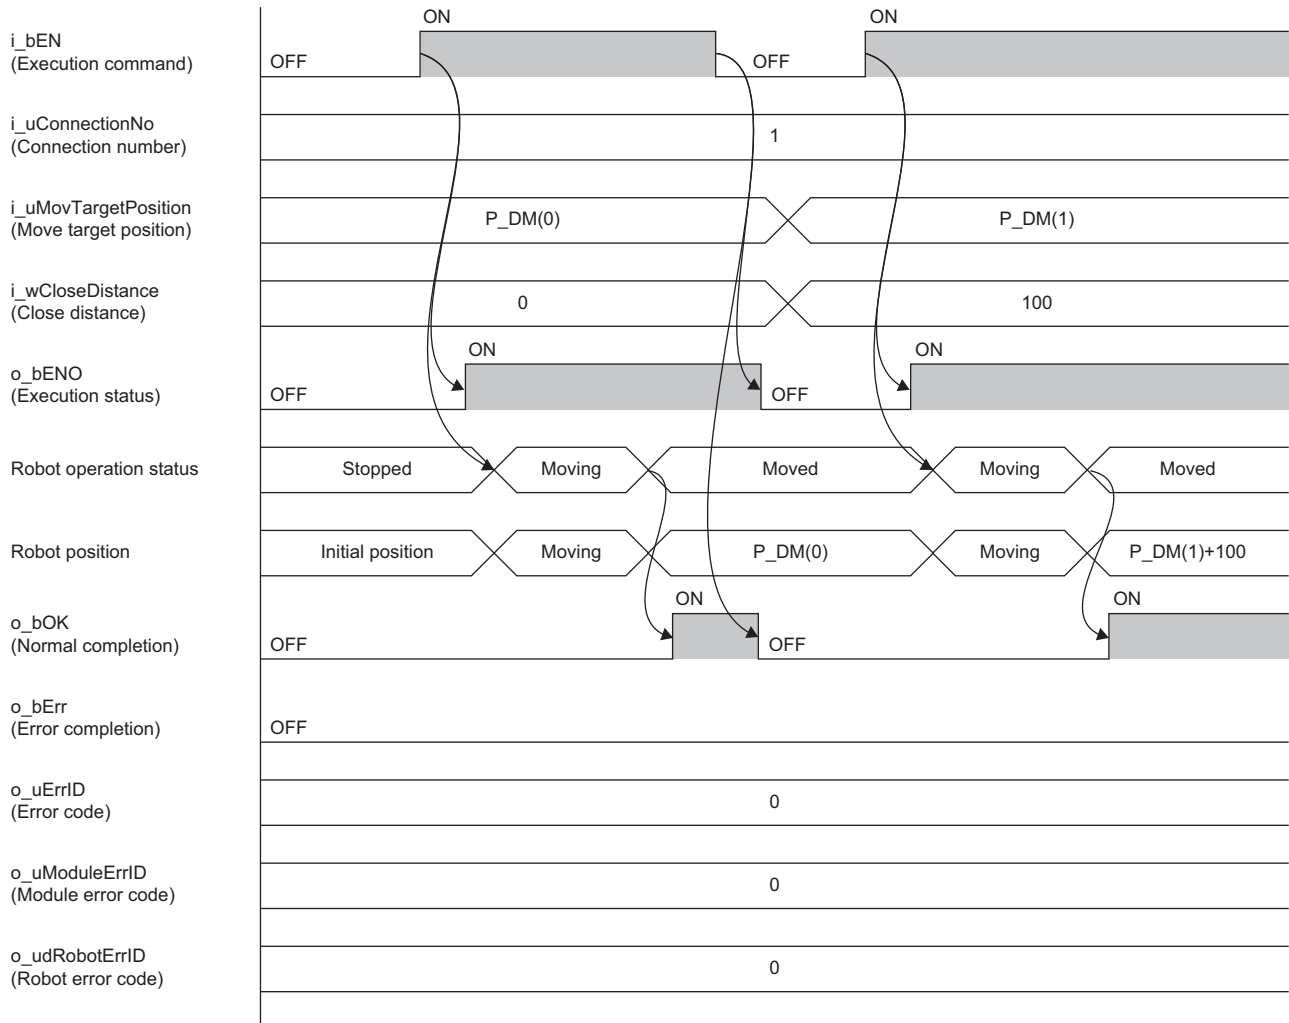 ON
ON
i_bEN
(Execution command)
OFF
OFF
i_uConnectionNo
(Connection number)
1
i_uMovTargetPosition
(Move target position)
P_DM(0)
P_DM(1)
i_wCloseDistance
(Close distance)
0
100
ON
ON
o_bENO
(Execution status)
OFF
OFF
Robot operation status
Stopped
Moving
Moved
Moving
Moved
Robot position
Initial position
Moving
P_DM(0)
Moving
P_DM(1)+100
ON
ON
o_bOK
(Normal completion)
OFF
OFF
o_bErr
(Error completion)
OFF
o_uErrID
(Error code)
0
o_uModuleErrID
(Module error code)
0
o_udRobotErrID
(Robot error code)
0